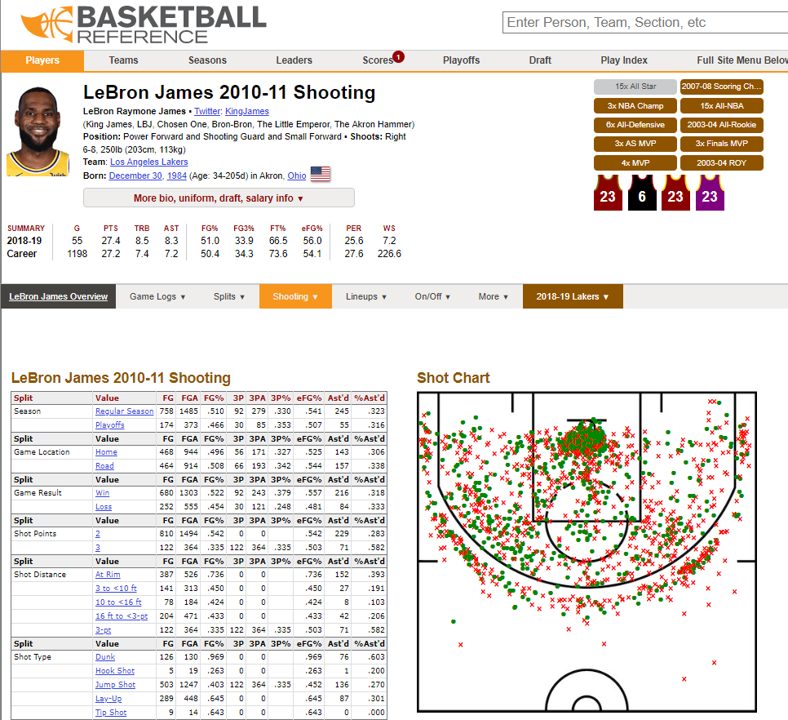 BASKETBALL
REFERENCE
Enter Person, Team, Section, etc
Players Teams Seasons Leaders Scores 1 Playoffs Draft Play Index Full Site Menu Below
LeBron James 2010-11 Shooting
LeBron Raymone James • Twitter: KingJames
(King James, LBJ, Chosen One, Bron-Bron, The Little Emperor, The Akron Hammer)
Position: Power Forward and Shooting Guard and Small Forward • Shoots: Right
6-8, 250lb (203cm, 113kg)
Team: Los Angeles Lakers
Born: December 30, 1984 (Age: 34-205d) in Akron, Ohio
More bio, uniform, draft, salary info ▼
15x All Star 2007-08 Scoring Ch...
3x NBA Champ 15x All-NBA
6x All-Defensive 2003-04 All-Rookie
3x AS MVP 3x Finals MVP
4x MVP 2003-04 ROY
23 6 23 23
SUMMARY G PTS TRB AST FG% FG3% FT% eFG% PER WS
2018-19 55 27.4 8.5 8.3 51.0 33.9 66.5 56.0 25.6 7.2
Career 1198 27.2 7.4 7.2 50.4 34.3 73.6 54.1 27.6 226.6
LeBron James Overview Game Logs ▼ Splits ▼ Shooting ▼ Lineups ▼ On/Off ▼ More ▼ 2018-19 Lakers ▼
LeBron James 2010-11 Shooting
Split Value FG FGA FG% 3P 3PA 3P% eFG% Ast'd %Ast'd
Season Regular Season 758 1485 .510 92 279 .330 .541 245 .323
Playoffs 174 373 .466 30 85 .353 .507 55 .316
Split Value FG FGA FG% 3P 3PA 3P% eFG% Ast'd %Ast'd
Game Location Home 468 944 .496 56 171 .327 .525 143 .306
Road 464 914 .508 66 193 .342 .544 157 .338
Split Value FG FGA FG% 3P 3PA 3P% eFG% Ast'd %Ast'd
Game Result Win 680 1303 .522 92 243 .379 .557 216 .318
Loss 252 555 .454 30 121 .248 .481 84 .333
Split Value FG FGA FG% 3P 3PA 3P% eFG% Ast'd %Ast'd
Shot Points 2 810 1494 .542 0 0 .542 229 .283
3 122 364 .335 122 364 .335 .503 71 .582
Split Value FG FGA FG% 3P 3PA 3P% eFG% Ast'd %Ast'd
Shot Distance At Rim 387 526 .736 0 0 .736 152 .393
3 to <10 ft 141 313 .450 0 0 .450 27 .191
10 to <16 ft 78 184 .424 0 0 .424 8 .103
16 ft to <3-pt 204 471 .433 0 0 .433 42 .206
3-pt 122 364 .335 122 364 .335 .503 71 .582
Split Value FG FGA FG% 3P 3PA 3P% eFG% Ast'd %Ast'd
Shot Type Dunk 126 130 .969 0 0 .969 76 .603
Hook Shot 5 19 .263 0 0 .263 1 .200
Jump Shot 503 1247 .403 122 364 .335 .452 136 .270
Lay-Up 289 448 .645 0 0 .645 87 .301
Tip Shot 9 14 .643 0 0 .643 0 .000
Shot Chart